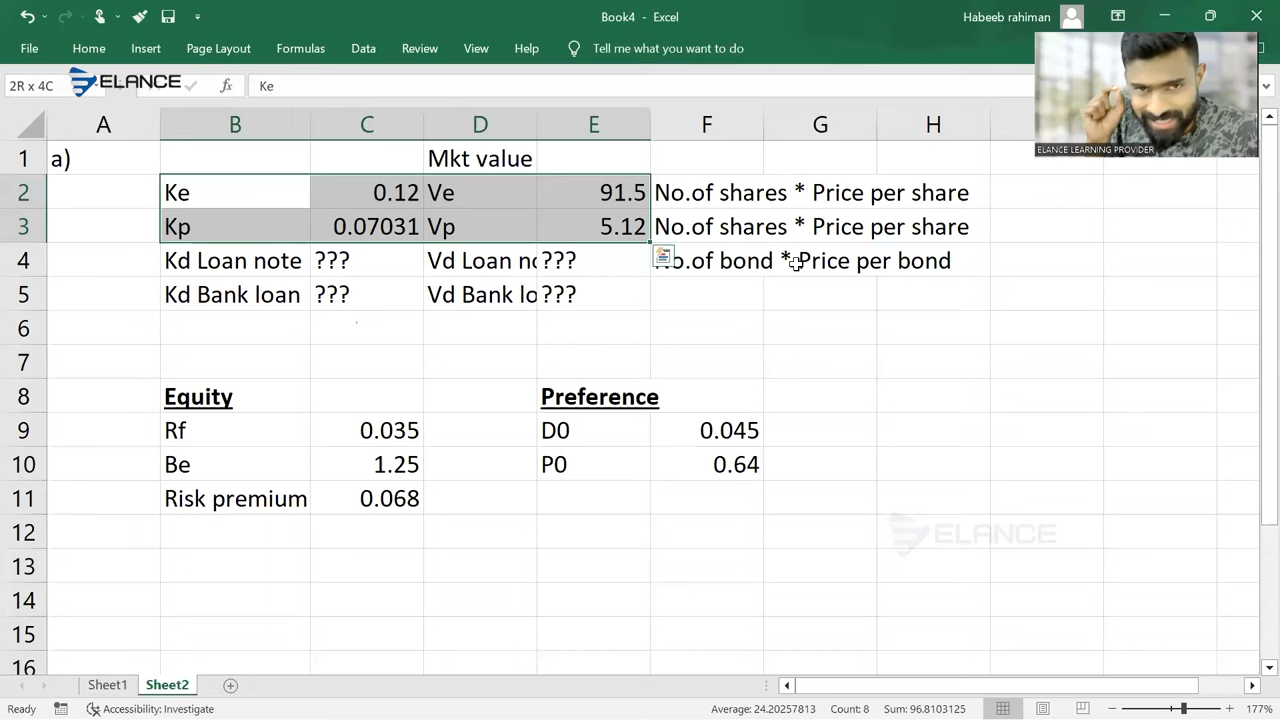 Book4 - Excel
Habeeb rahiman
File Home Insert Page Layout Formulas Data Review View Help Tell me what you want to do
2R x 4C
ELANCE
fx
Ke
ELANCE LEARNING PROVIDER
A B C D E F G H
1 a) Mkt value
2 Ke 0.12 Ve 91.5 No.of shares * Price per share
3 Kp 0.07031 Vp 5.12 No.of shares * Price per share
4 Kd Loan note ??? Vd Loan no ??? No.of bond * Price per bond
5 Kd Bank loan ??? Vd Bank lo ???
6
7
8 Equity Preference
9 Rf 0.035 D0 0.045
10 Be 1.25 P0 0.64
11 Risk premium 0.068
12
ELANCE
13
14
15
16
Sheet1 Sheet2
Ready Accessibility: Investigate Average: 24.20257813 Count: 8 Sum: 96.8103125 177%